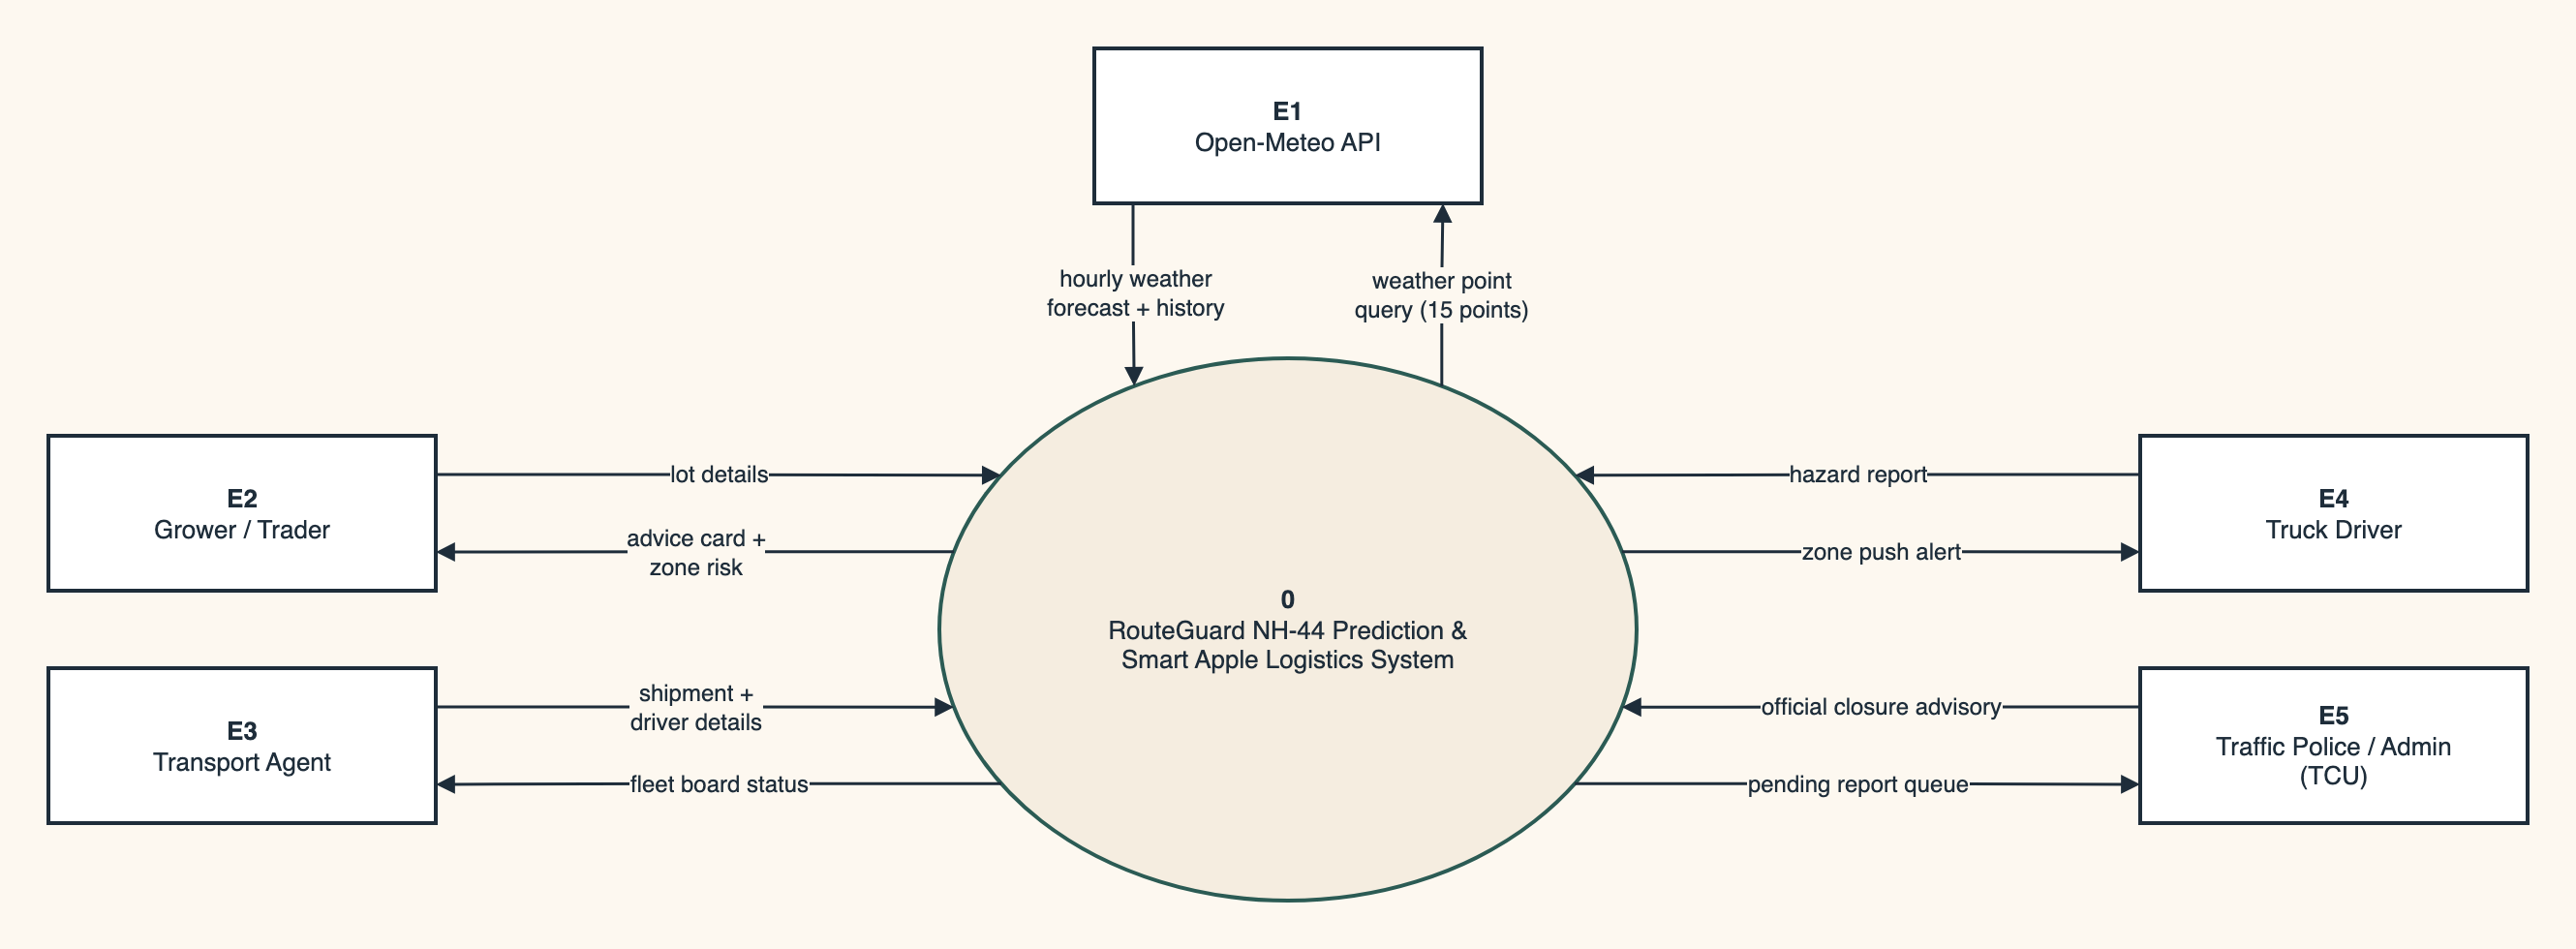 E1
Open-Meteo API
hourly weather
forecast + history
weather point
query (15 points)
E2
Grower / Trader
lot details
advice card +
zone risk
E3
Transport Agent
shipment +
driver details
fleet board status
0
RouteGuard NH-44 Prediction &
Smart Apple Logistics System
hazard report
zone push alert
E4
Truck Driver
official closure advisory
pending report queue
E5
Traffic Police / Admin
(TCU)